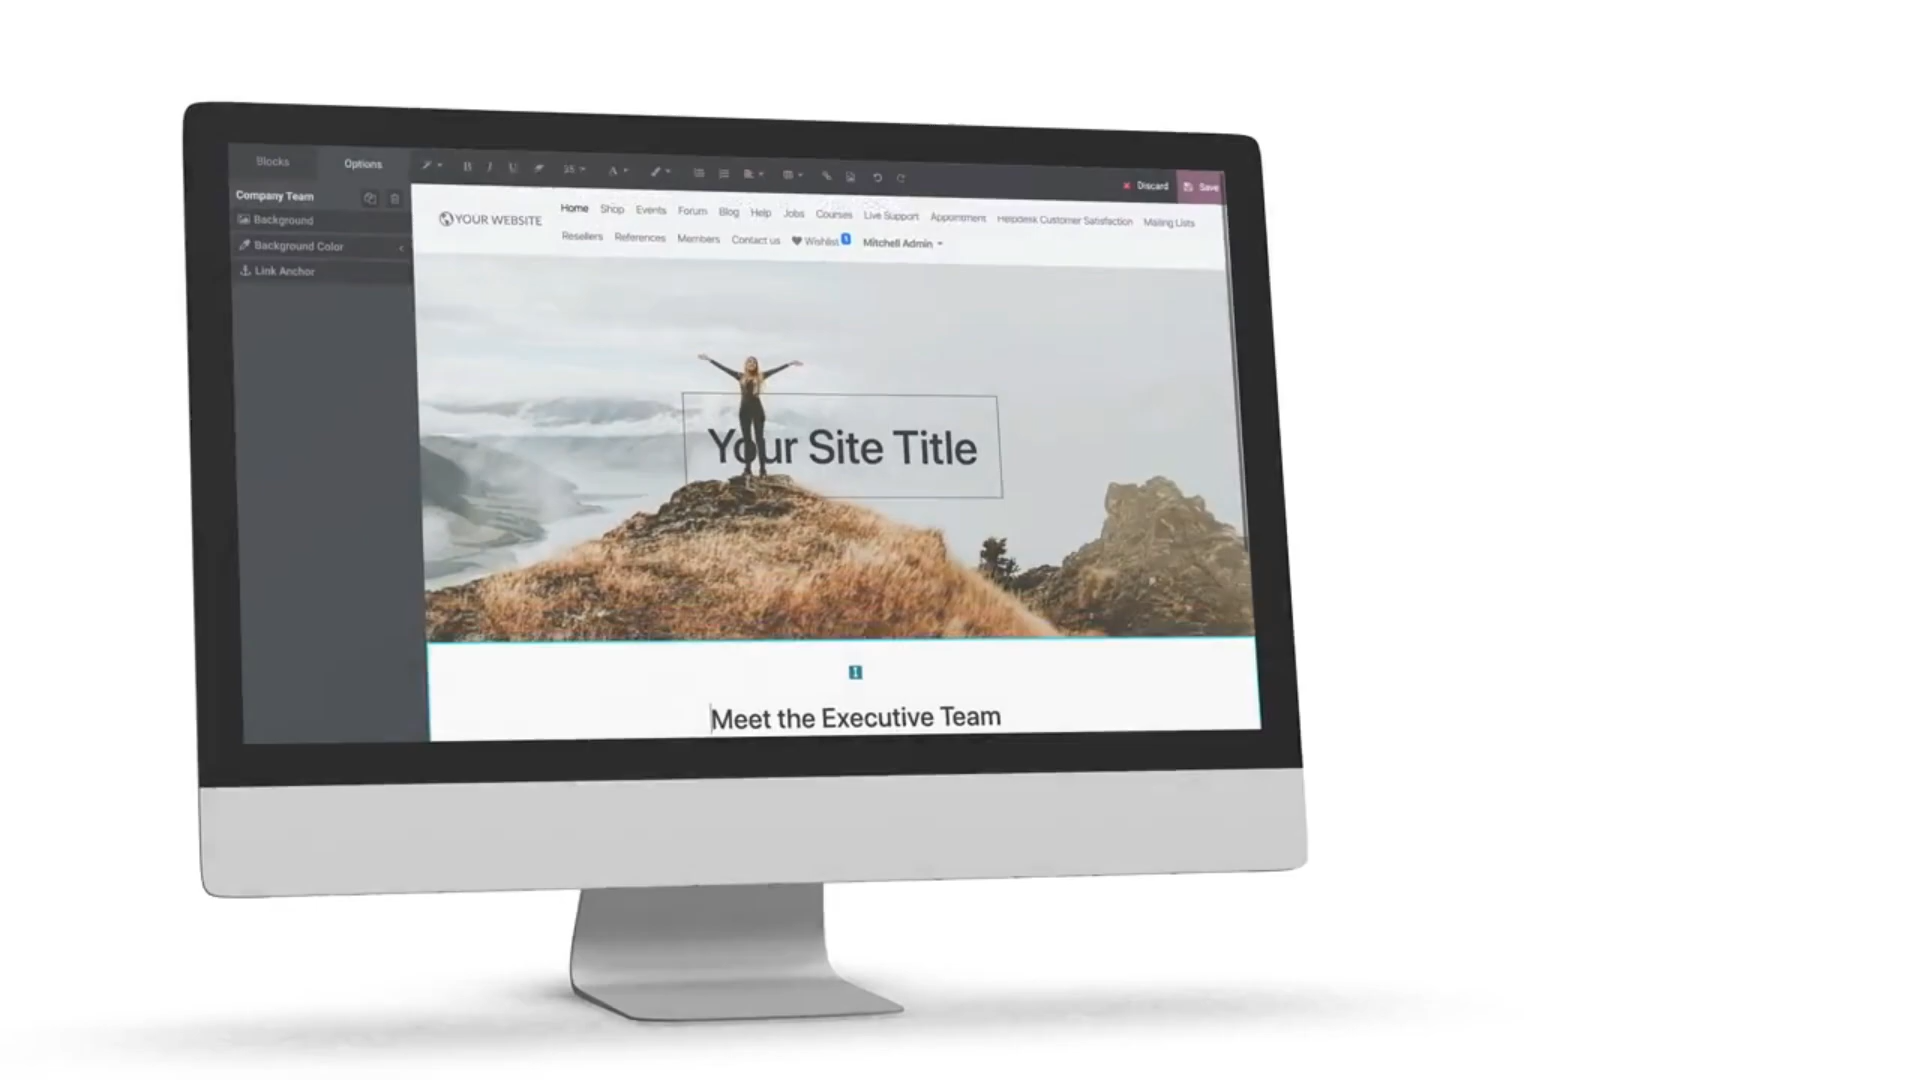 Blocks
Options
Discard
Save
Company Team
Background
Background Color
Link Anchor
YOUR WEBSITE
Home Shop Events Forum Blog Help Jobs Courses Live Support Appointment Helpdesk Customer Satisfaction Mailing Lists
Resellers References Members Contact us Wishlist 1 Mitchell Admin
Your Site Title
Meet the Executive Team